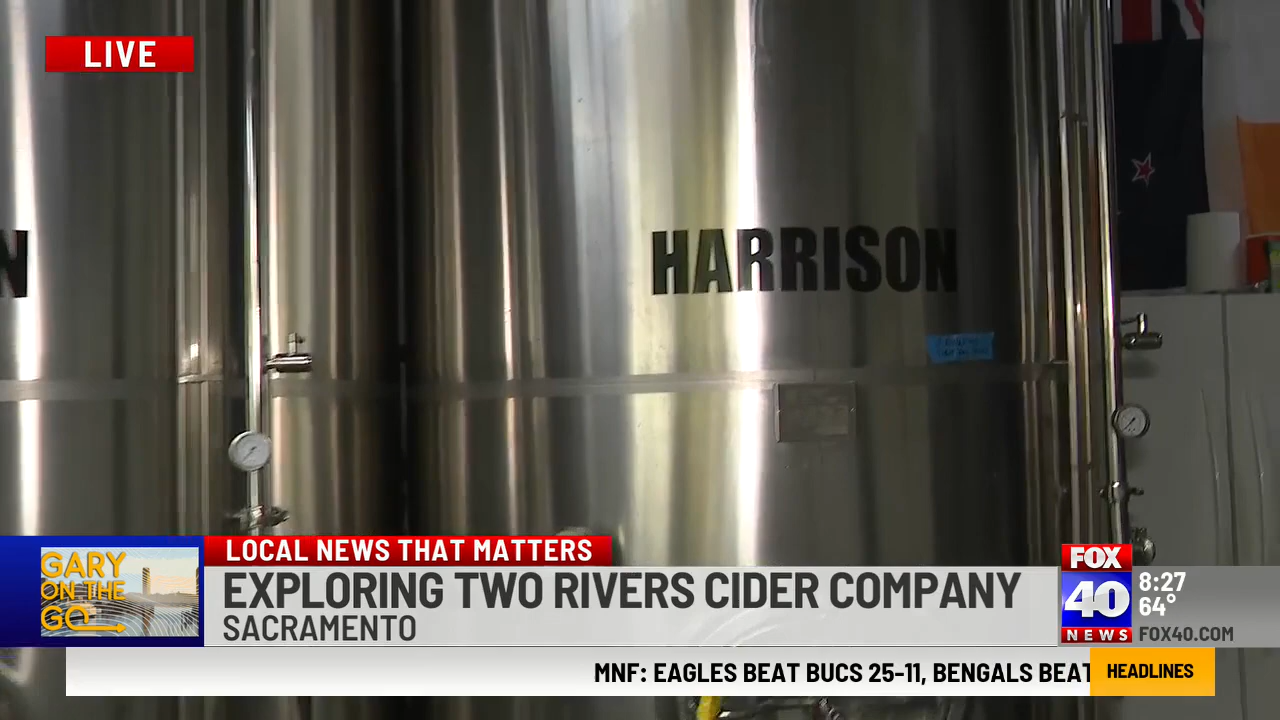 LIVE
N
HARRISON
GARY
ON THE
GO
LOCAL NEWS THAT MATTERS
EXPLORING TWO RIVERS CIDER COMPANY
SACRAMENTO
FOX
40
NEWS
8:27
64°
FOX40.COM
MNF: EAGLES BEAT BUCS 25-11, BENGALS BEAT
HEADLINES